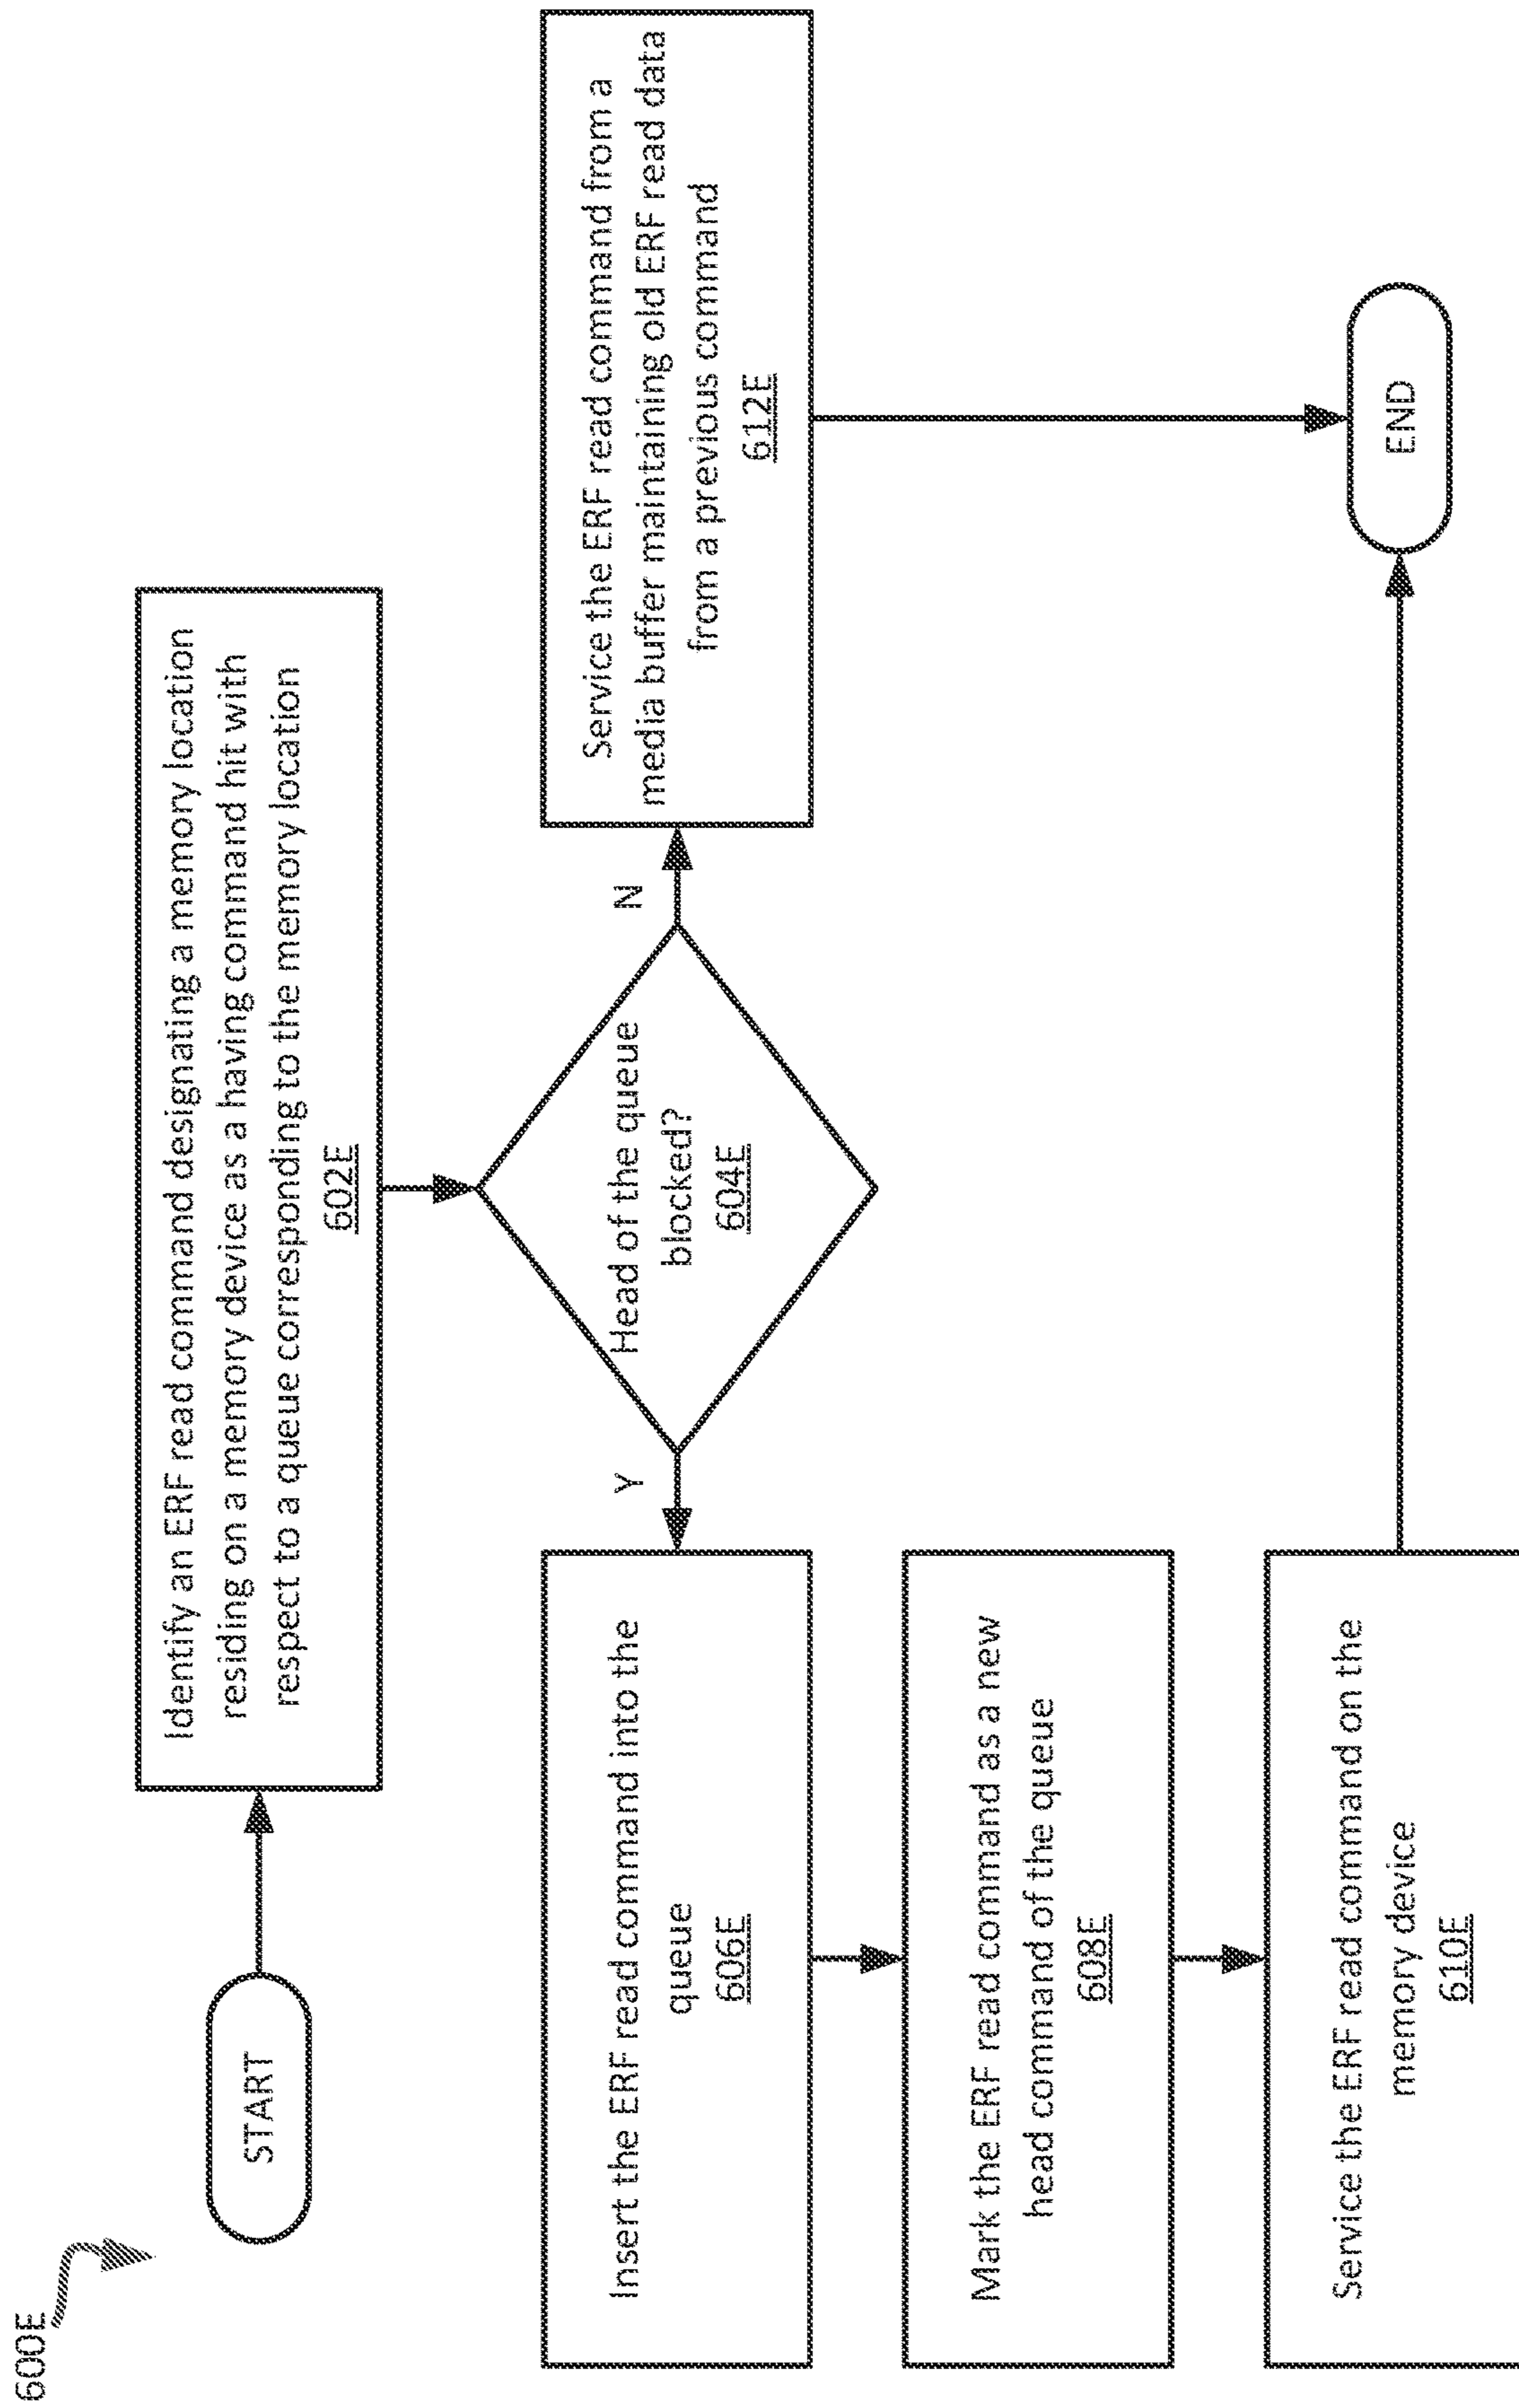 600E
START
Identify an ERF read command designating a memory location
residing on a memory device as a having command hit with
respect to a queue corresponding to the memory location
602E
Head of the queue
blocked?
604E
Y
N
Insert the ERF read command into the
queue
606E
Mark the ERF read command as a new
head command of the queue
608E
Service the ERF read command on the
memory device
610E
Service the ERF read command from a
media buffer maintaining old ERF read data
from a previous command
612E
END